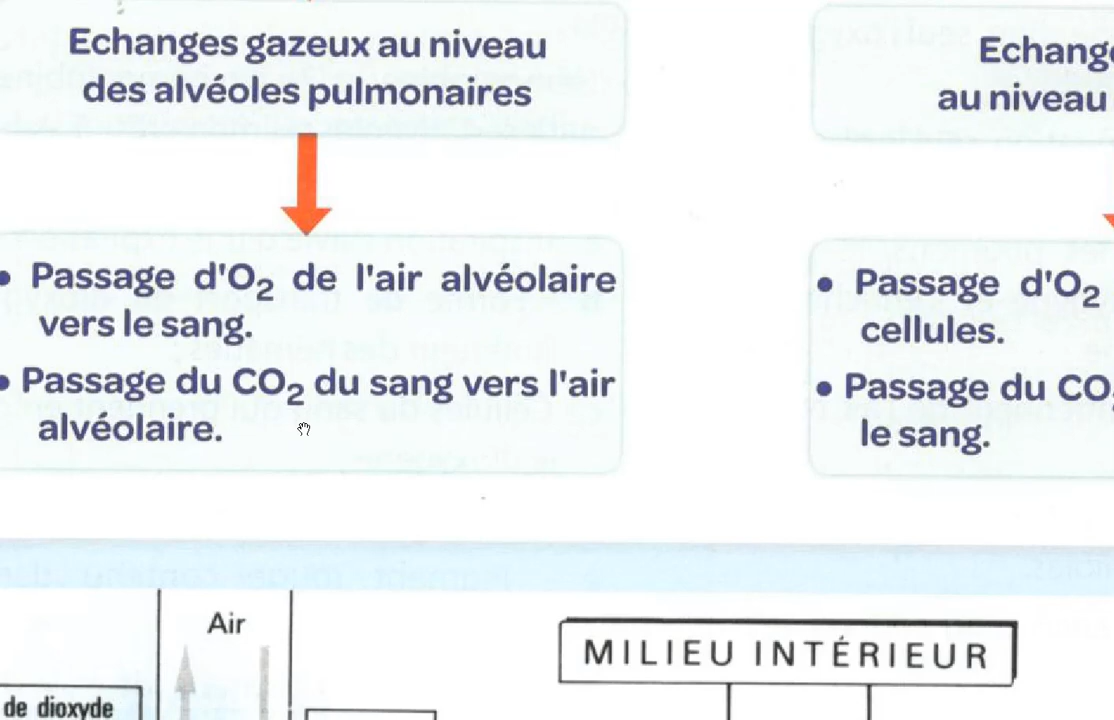 Echanges gazeux au niveau
des alvéoles pulmonaires
• Passage d'O₂ de l'air alvéolaire
vers le sang.
• Passage du CO₂ du sang vers l'air
alvéolaire.
Echange
au niveau
• Passage d'O₂
cellules.
• Passage du CO₂
le sang.
Air
de dioxyde
MILIEU INTÉRIEUR